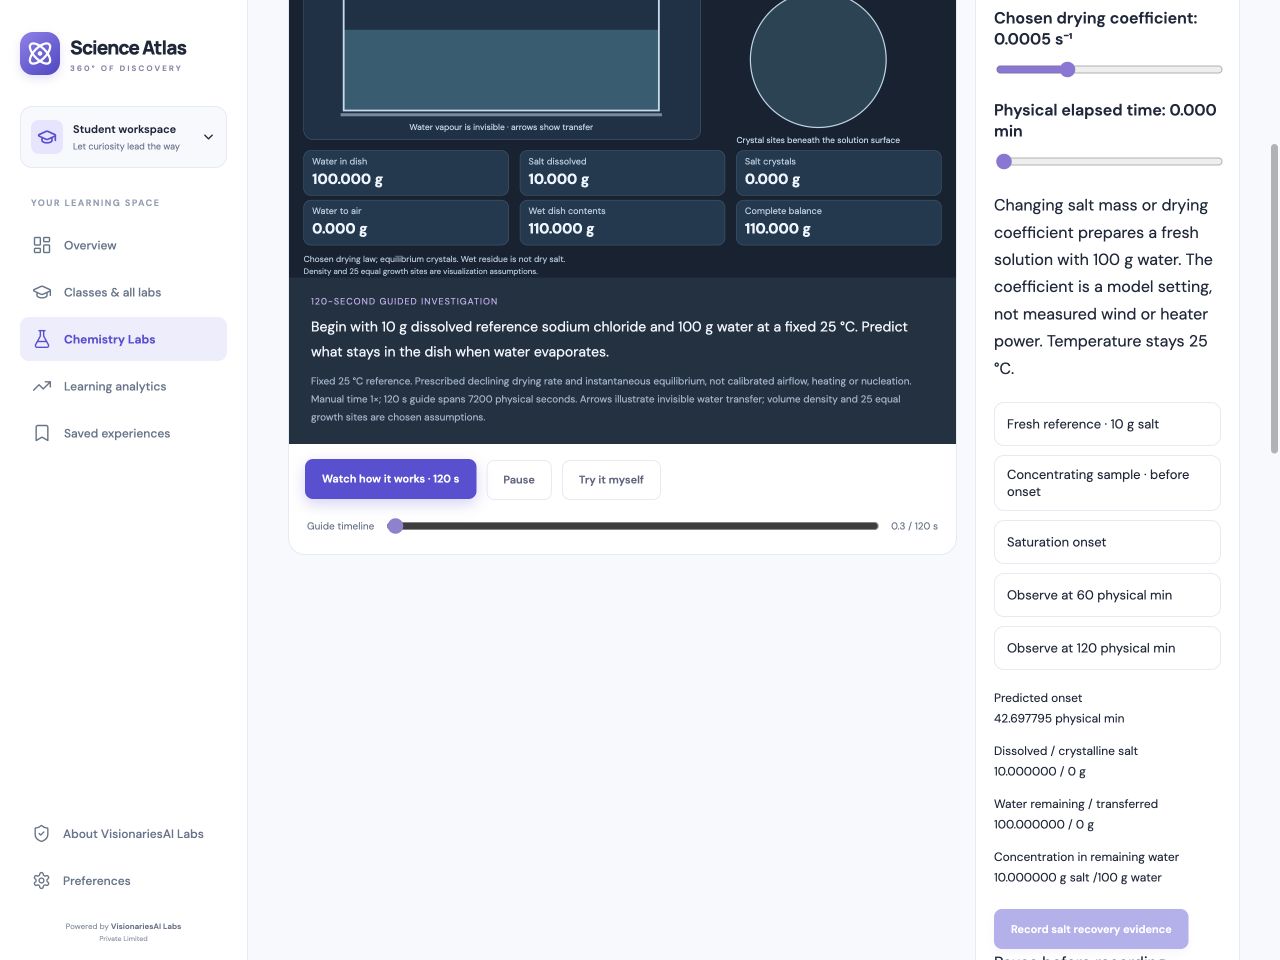 Science Atlas
360° OF DISCOVERY
Student workspace
Let curiosity lead the way
YOUR LEARNING SPACE
Overview
Classes & all labs
Chemistry Labs
Learning analytics
Saved experiences
About VisionariesAI Labs
Preferences
Powered by VisionariesAI Labs
Private Limited
Water vapour is invisible · arrows show transfer
Crystal sites beneath the solution surface
Water in dish
100.000 g
Salt dissolved
10.000 g
Salt crystals
0.000 g
Water to air
0.000 g
Wet dish contents
110.000 g
Complete balance
110.000 g
Chosen drying law; equilibrium crystals. Wet residue is not dry salt.
Density and 25 equal growth sites are visualization assumptions.
120-SECOND GUIDED INVESTIGATION
Begin with 10 g dissolved reference sodium chloride and 100 g water at a fixed 25 °C. Predict
what stays in the dish when water evaporates.
Fixed 25 °C reference. Prescribed declining drying rate and instantaneous equilibrium, not calibrated airflow, heating or nucleation.
Manual time 1×; 120 s guide spans 7200 physical seconds. Arrows illustrate invisible water transfer; volume density and 25 equal
growth sites are chosen assumptions.
Watch how it works · 120 s
Pause
Try it myself
Guide timeline
0.3 / 120 s
Chosen drying coefficient:
0.0005 s⁻¹
Physical elapsed time: 0.000
min
Changing salt mass or drying
coefficient prepares a fresh
solution with 100 g water. The
coefficient is a model setting,
not measured wind or heater
power. Temperature stays 25
°C.
Fresh reference · 10 g salt
Concentrating sample · before
onset
Saturation onset
Observe at 60 physical min
Observe at 120 physical min
Predicted onset
42.697795 physical min
Dissolved / crystalline salt
10.000000 / 0 g
Water remaining / transferred
100.000000 / 0 g
Concentration in remaining water
10.000000 g salt /100 g water
Record salt recovery evidence
Pause before recording